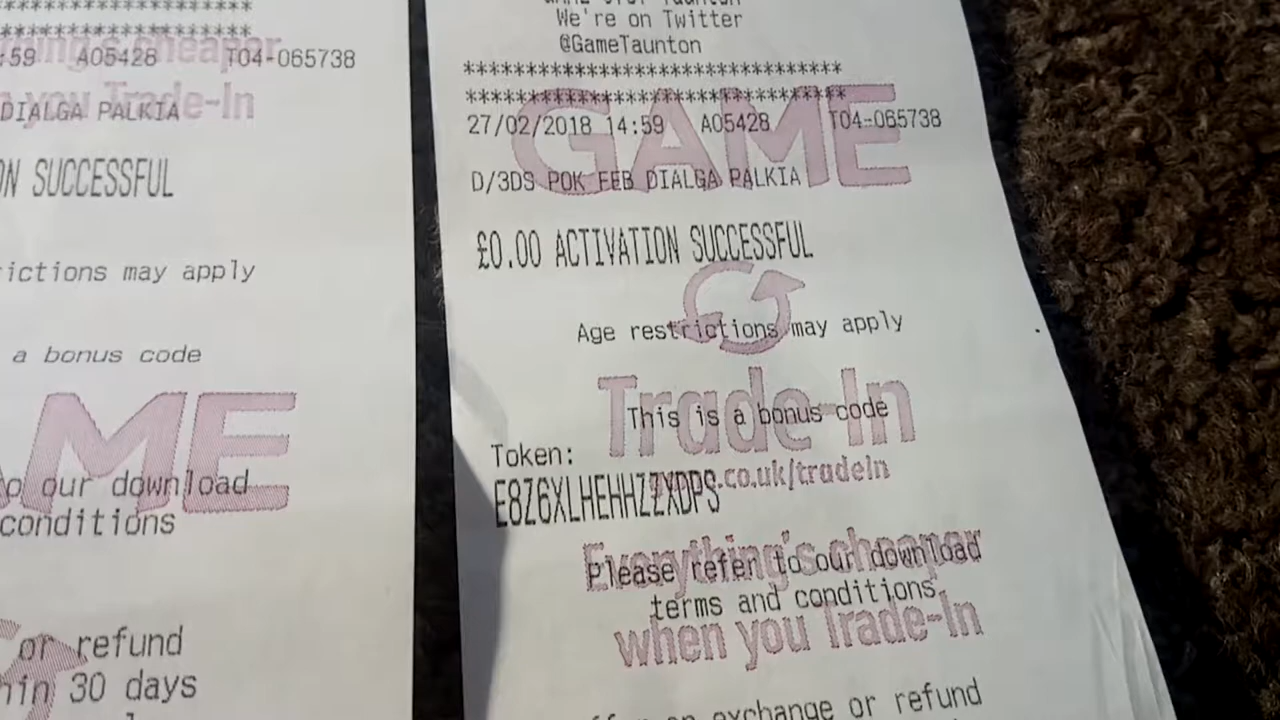 :59 A05428 T04-065738
DIALGA PALKIA
ON SUCCESSFUL
ictions may apply
a bonus code
ME
o our download
conditions
or refund
hin 30 days
We're on Twitter
@GameTaunton
******************************
******************************
GAME
27/02/2018 14:59 A05428 T04-065738
D/3DS POK FEB DIALGA PALKIA
£0.00 ACTIVATION SUCCESSFUL
Age restrictions may apply
Trade-In
This is a bonus code
Token:
.co.uk/tradeIn
E8Z6XLHEHHZZXDPS
Everything's cheaper
Please refer to our download
terms and conditions.
when you Trade-In
an exchange or refund